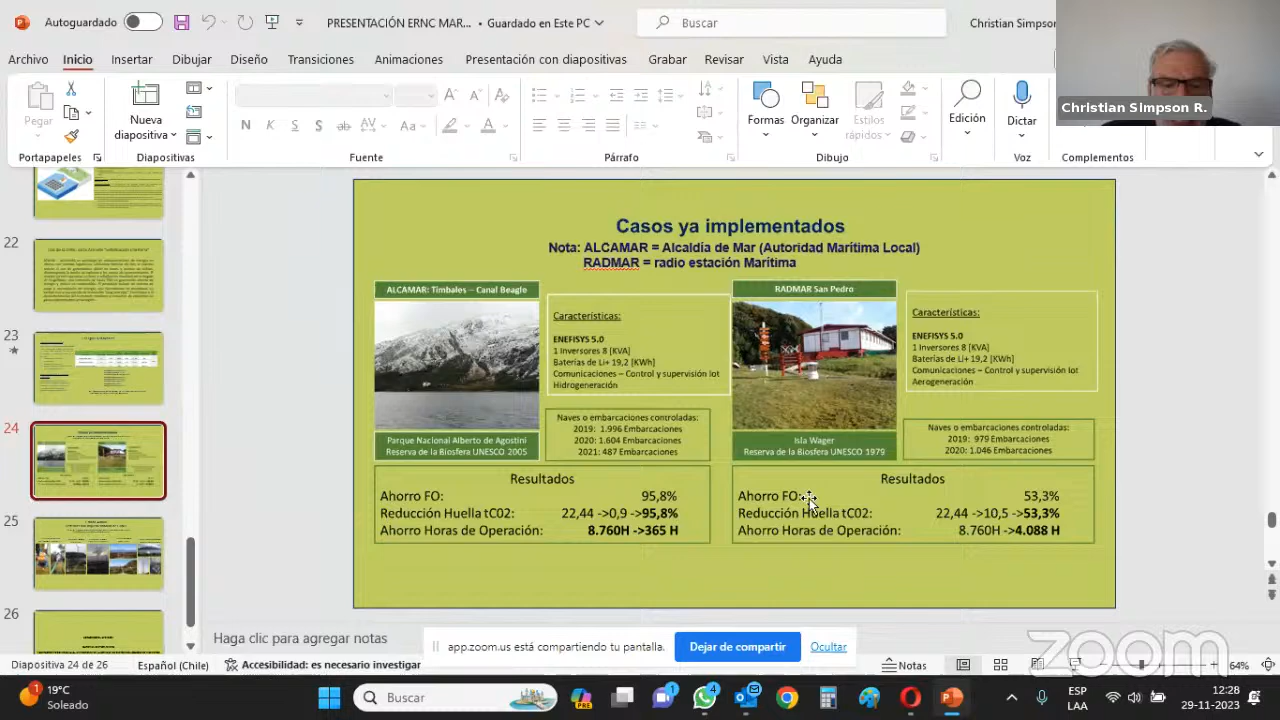 Autoguardado
PRESENTACIÓN ERNC MAR... • Guardado en Este PC
Buscar
Christian Simpson
Archivo Inicio Insertar Dibujar Diseño Transiciones Animaciones Presentación con diapositivas Grabar Revisar Vista Ayuda
Pegar
Nueva
diapositiva
N K S S ab AV Aa A
Formas
Organizar
Estilos
rápidos
Edición
Dictar
Christian Simpson R.
Portapapeles
Diapositivas
Fuente
Párrafo
Dibujo
Voz
Complementos
22
23
24
25
26
Casos ya implementados
Nota: ALCAMAR = Alcaldía de Mar (Autoridad Marítima Local)
RADMAR = radio estación Marítima
ALCAMAR: Timbales – Canal Beagle
Características:
ENEFISYS 5.0
1 Inversores 8 [KVA]
Baterías de Li+ 19,2 [KWh]
Comunicaciones – Control y supervisión Iot
Hidrogeneración
Parque Nacional Alberto de Agostini
Reserva de la Biosfera UNESCO 2005
Naves o embarcaciones controladas:
2019: 1.996 Embarcaciones
2020: 1.604 Embarcaciones
2021: 487 Embarcaciones
Resultados
Ahorro FO: 95,8%
Reducción Huella tC02: 22,44 ->0,9 ->95,8%
Ahorro Horas de Operación: 8.760H ->365 H
RADMAR San Pedro
Características:
ENEFISYS 5.0
1 Inversores 8 [KVA]
Baterías de Li+ 19,2 [KWh]
Comunicaciones – Control y supervisión Iot
Aerogeneración
Isla Wager
Reserva de la Biosfera UNESCO 1979
Naves o embarcaciones controladas:
2019: 979 Embarcaciones
2020: 1.046 Embarcaciones
Resultados
Ahorro FO: 53,3%
Reducción Huella tC02: 22,44 ->10,5 ->53,3%
Ahorro Horas de Operación: 8.760H ->4.088 H
Haga clic para agregar notas
app.zoom.us está compartiendo tu pantalla.
Dejar de compartir
Ocultar
zoom
Diapositiva 24 de 26
Español (Chile)
Accesibilidad: es necesario investigar
Notas
64%
1
19°C
Soleado
Buscar
PRE
1
4
LAA
12:28
29-11-2023